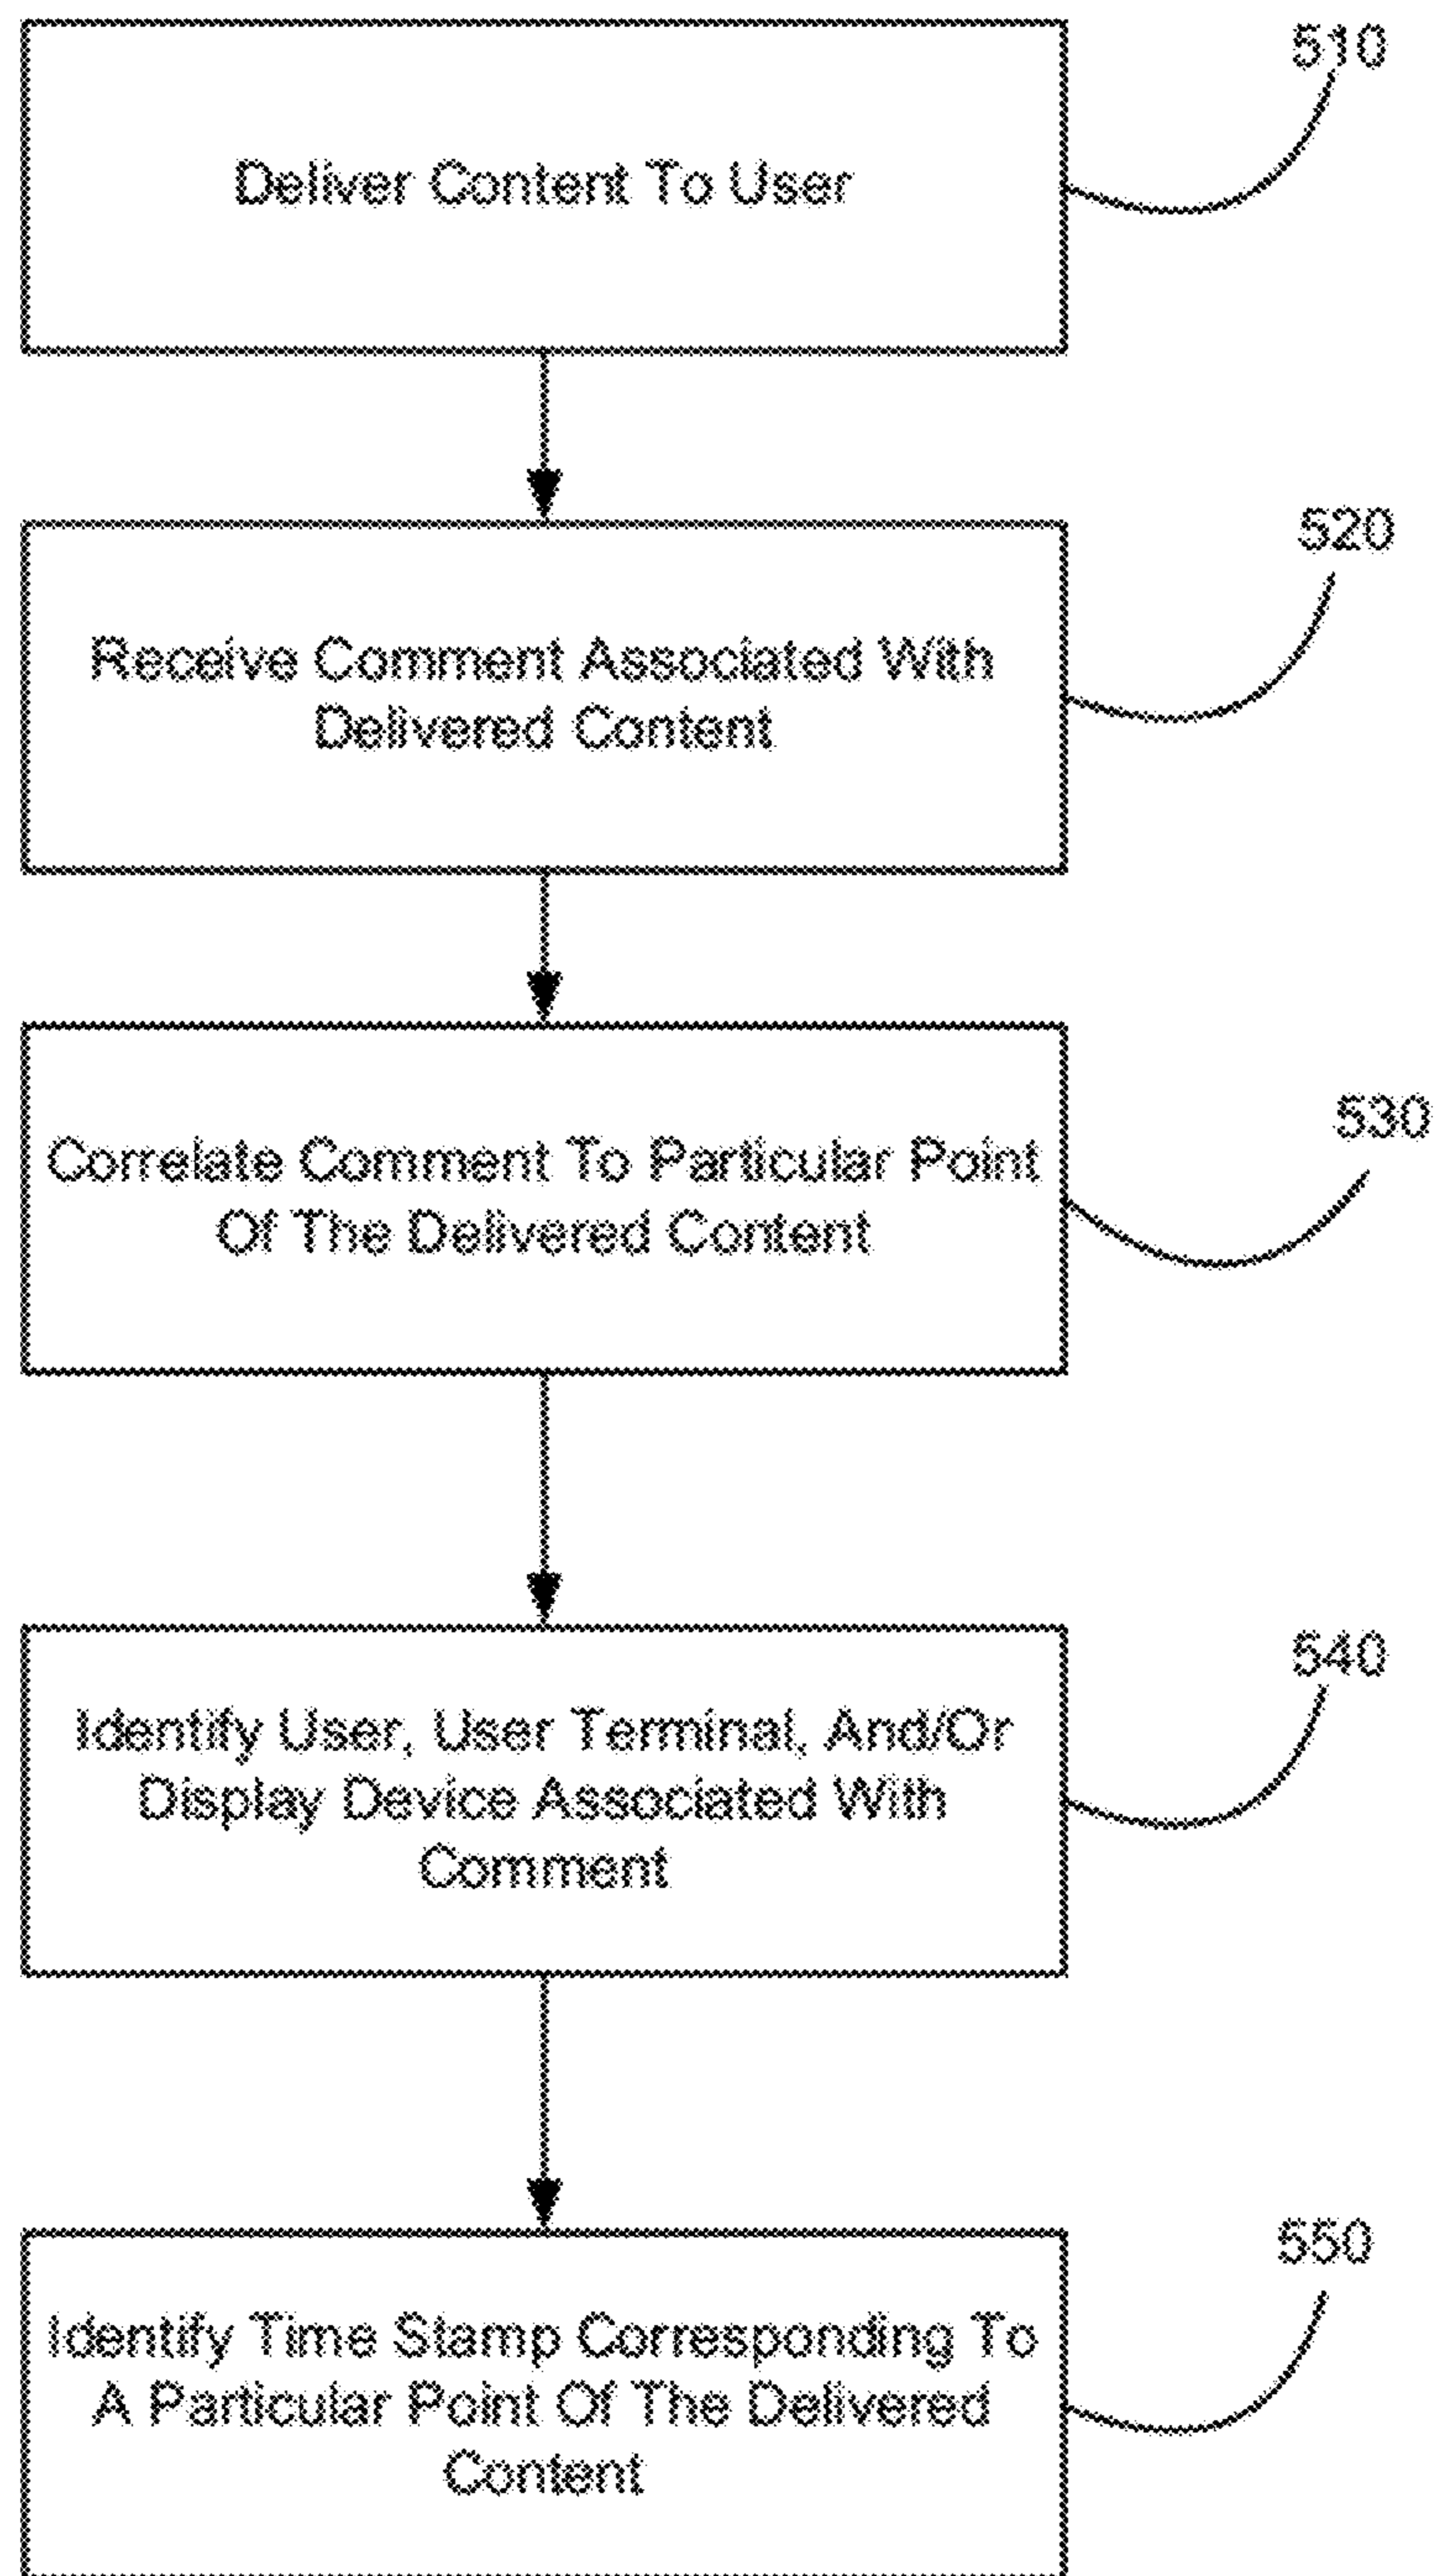 510
Deliver Content To User
520
Receive Comment Associated With
Delivered Content
530
Correlate Comment To Particular Point
Of The Delivered Content
540
Identify User, User Terminal, And/Or
Display Device Associated With
Comment
550
Identify Time Stamp Corresponding To
A Particular Point Of The Delivered
Content